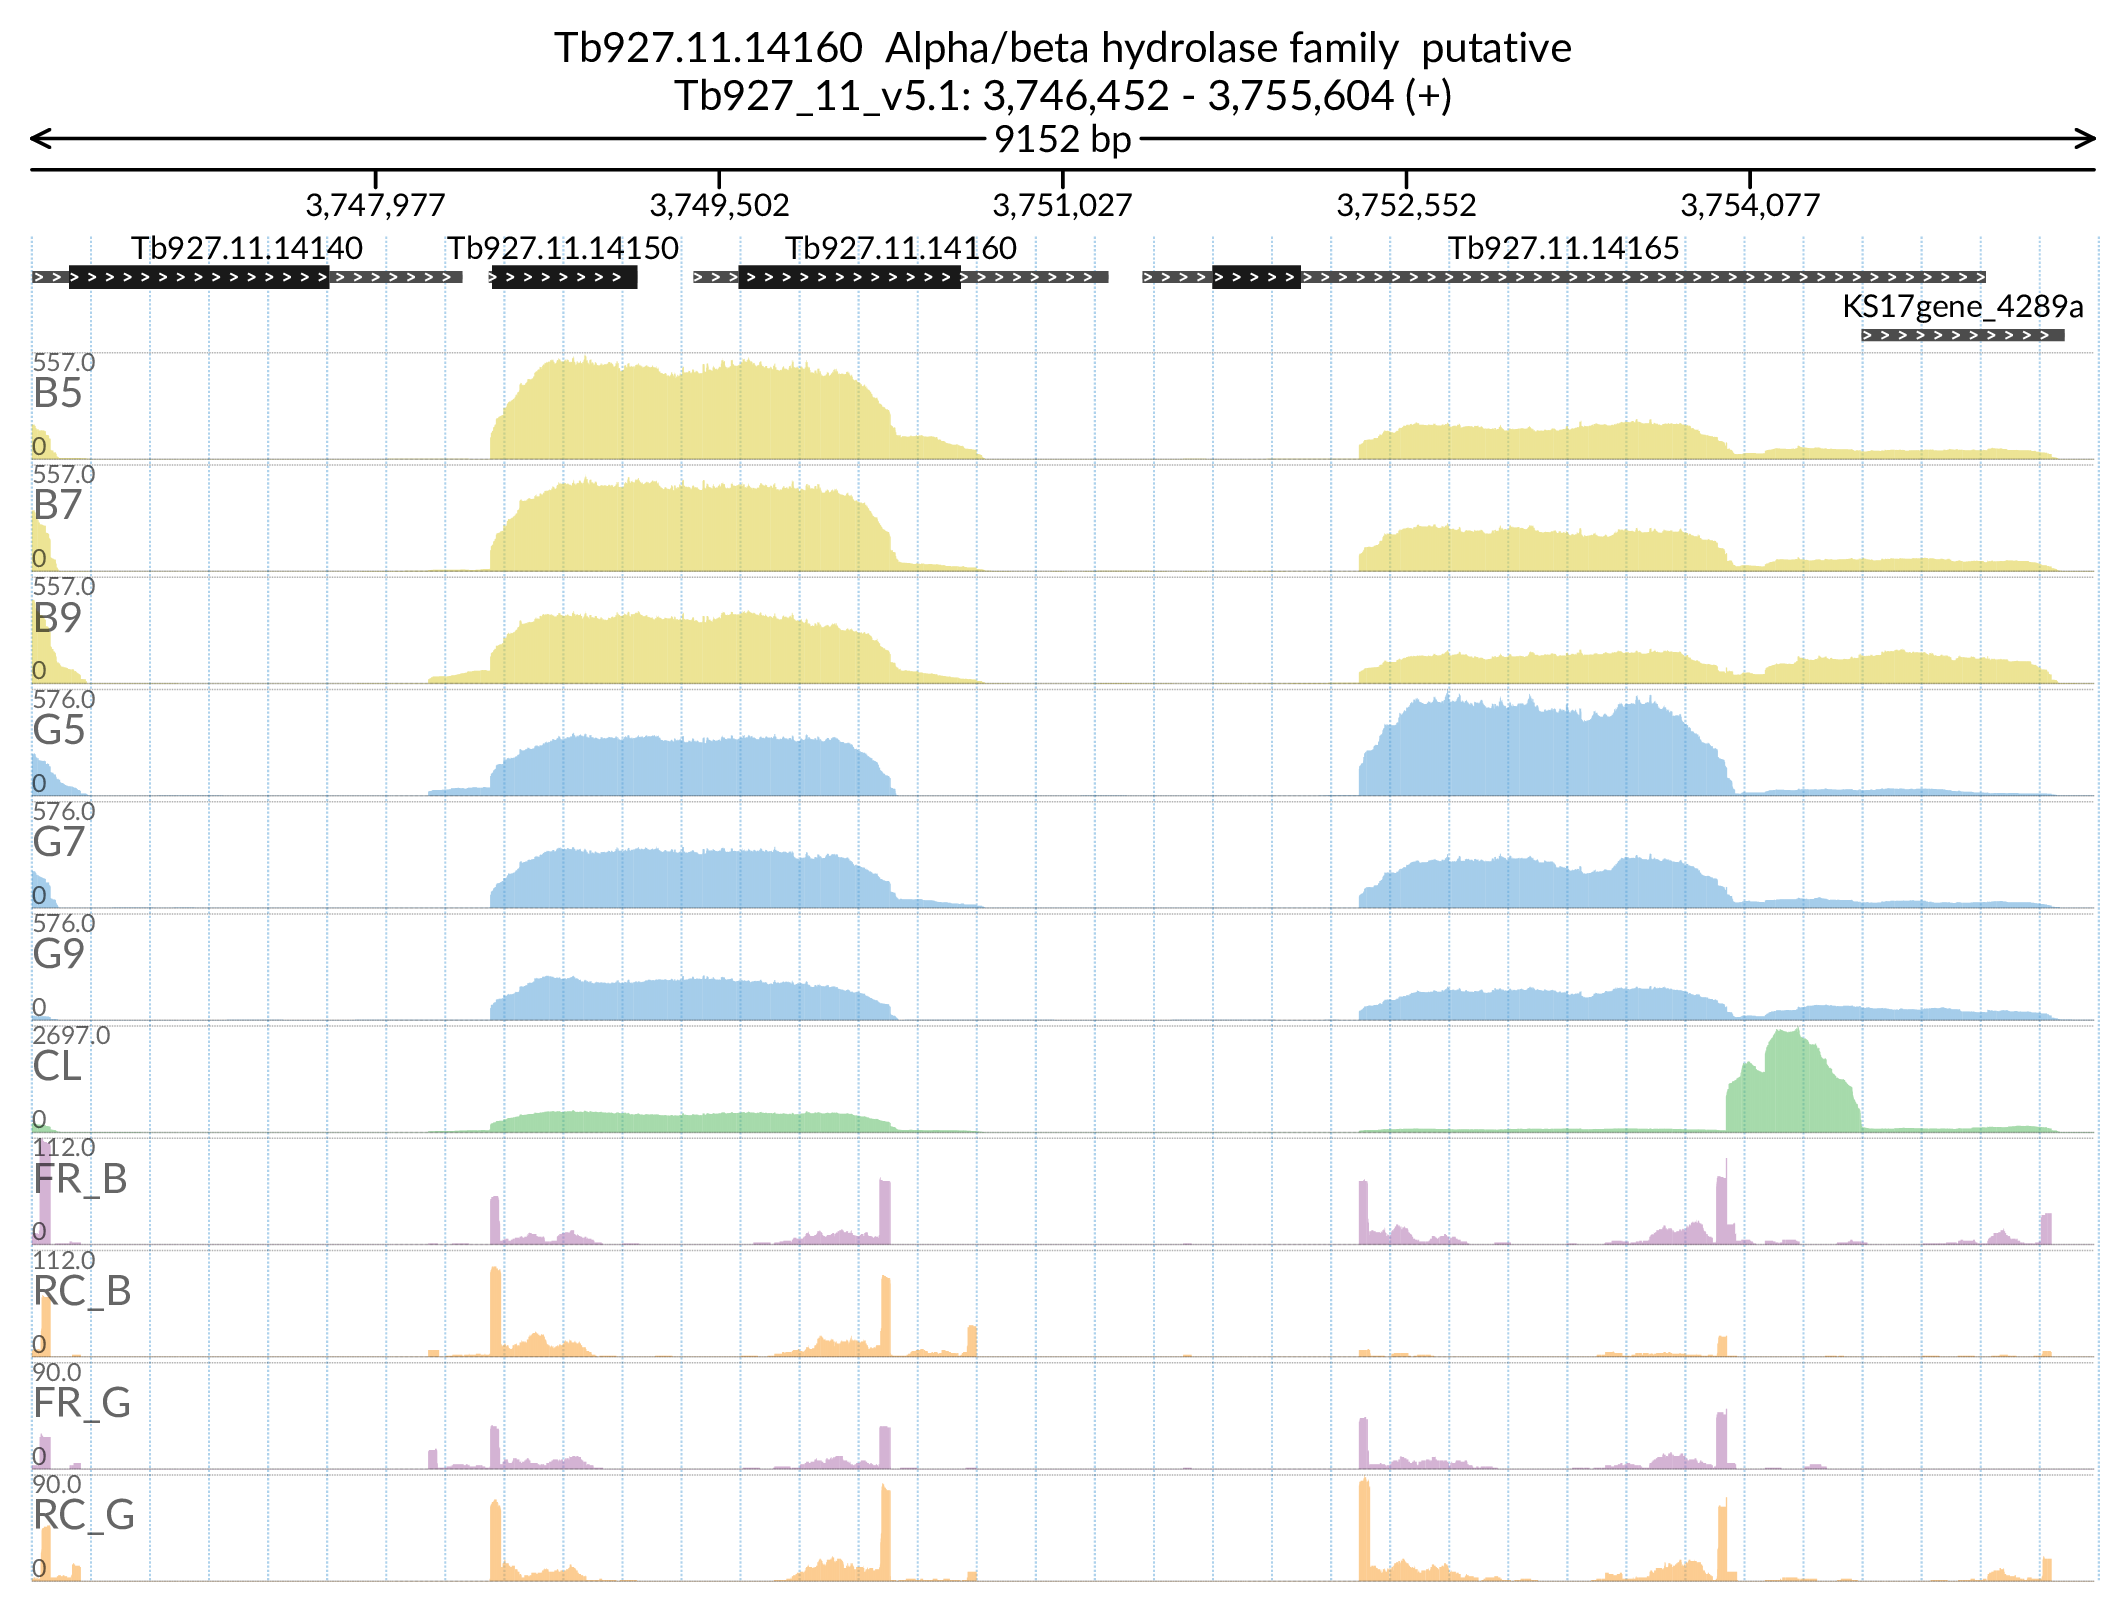 Tb927.11.14160  Alpha/beta hydrolase family  putative
Tb927_11_v5.1: 3,746,452 - 3,755,604 (+)
9152 bp
3,747,977 3,749,502 3,751,027 3,752,552 3,754,077
Tb927.11.14140 Tb927.11.14150 Tb927.11.14160 Tb927.11.14165
KS17gene_4289a
557.0
B5
0
557.0
B7
0
557.0
B9
0
576.0
G5
0
576.0
G7
0
576.0
G9
0
2697.0
CL
0
112.0
FR_B
0
112.0
RC_B
0
90.0
FR_G
0
90.0
RC_G
0